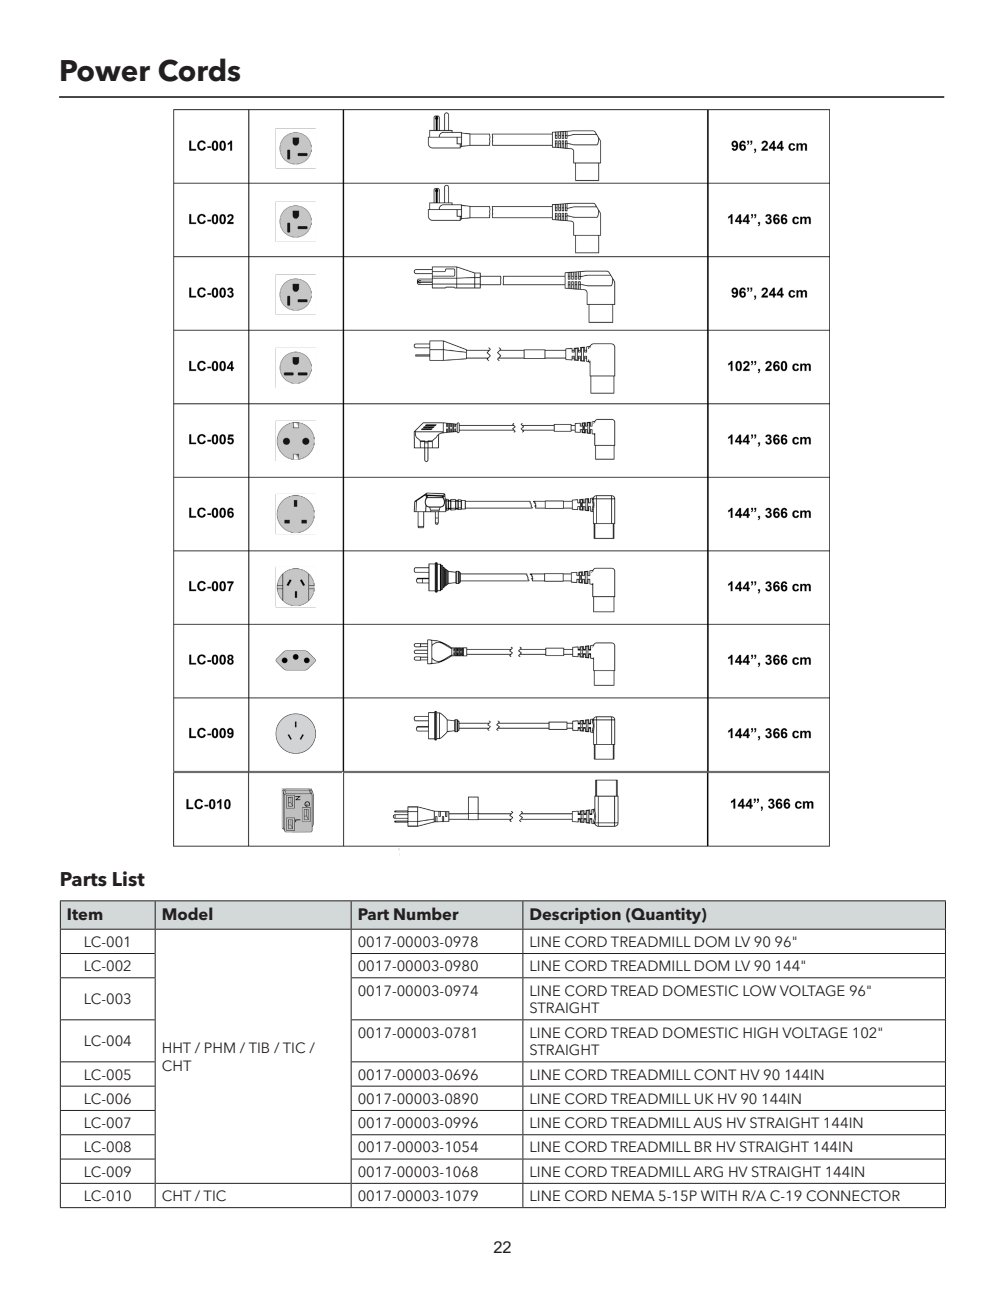 Power Cords
LC-001 96”, 244 cm
LC-002 144”, 366 cm
LC-003 96”, 244 cm
LC-004 102”, 260 cm
LC-005 144”, 366 cm
LC-006 144”, 366 cm
LC-007 144”, 366 cm
LC-008 144”, 366 cm
LC-009 144”, 366 cm
LC-010 N G L 144”, 366 cm
Parts List
Item Model Part Number Description (Quantity)
LC-001 0017-00003-0978 LINE CORD TREADMILL DOM LV 90 96"
LC-002 0017-00003-0980 LINE CORD TREADMILL DOM LV 90 144"
LC-003 0017-00003-0974 LINE CORD TREAD DOMESTIC LOW VOLTAGE 96"
STRAIGHT
LC-004 0017-00003-0781 LINE CORD TREAD DOMESTIC HIGH VOLTAGE 102"
STRAIGHT
HHT / PHM / TIB / TIC /
CHT
LC-005 0017-00003-0696 LINE CORD TREADMILL CONT HV 90 144IN
LC-006 0017-00003-0890 LINE CORD TREADMILL UK HV 90 144IN
LC-007 0017-00003-0996 LINE CORD TREADMILL AUS HV STRAIGHT 144IN
LC-008 0017-00003-1054 LINE CORD TREADMILL BR HV STRAIGHT 144IN
LC-009 0017-00003-1068 LINE CORD TREADMILL ARG HV STRAIGHT 144IN
LC-010 CHT / TIC 0017-00003-1079 LINE CORD NEMA 5-15P WITH R/A C-19 CONNECTOR
22